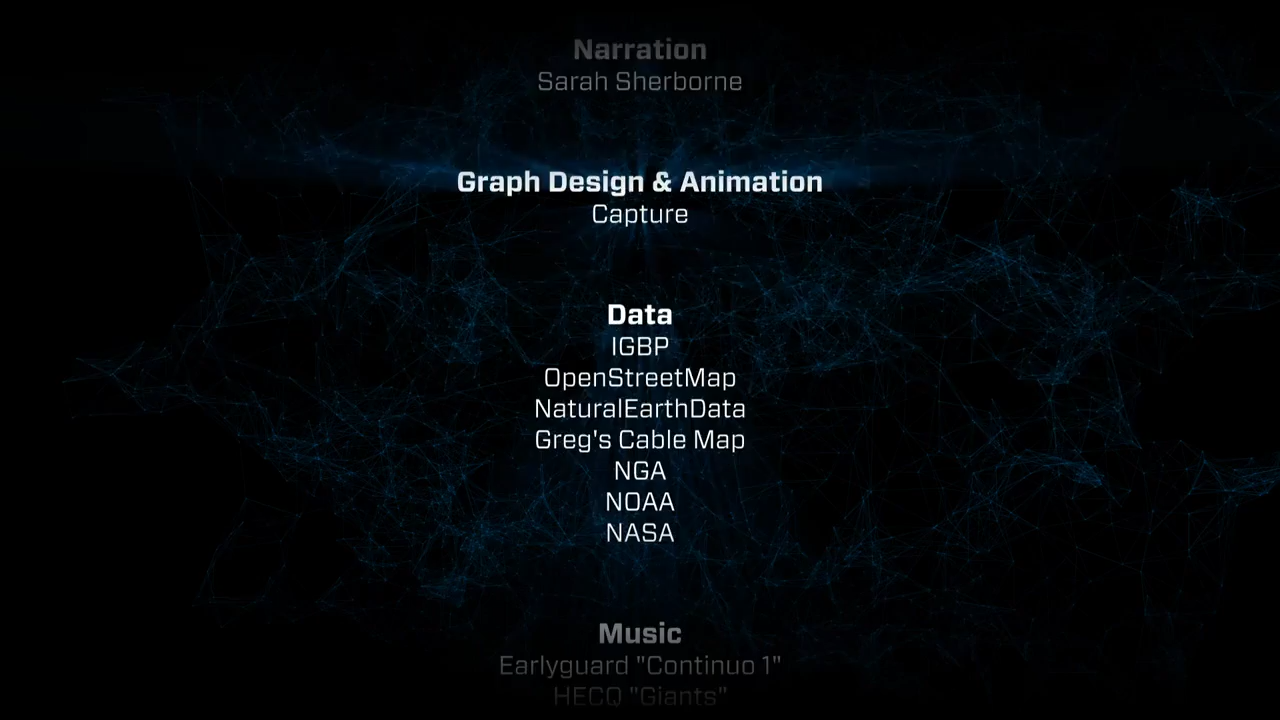 Narration
Sarah Sherborne
Graph Design & Animation
Capture
Data
IGBP
OpenStreetMap
NaturalEarthData
Greg's Cable Map
NGA
NOAA
NASA
Music
Earlyguard "Continuo 1"
HECQ "Giants"